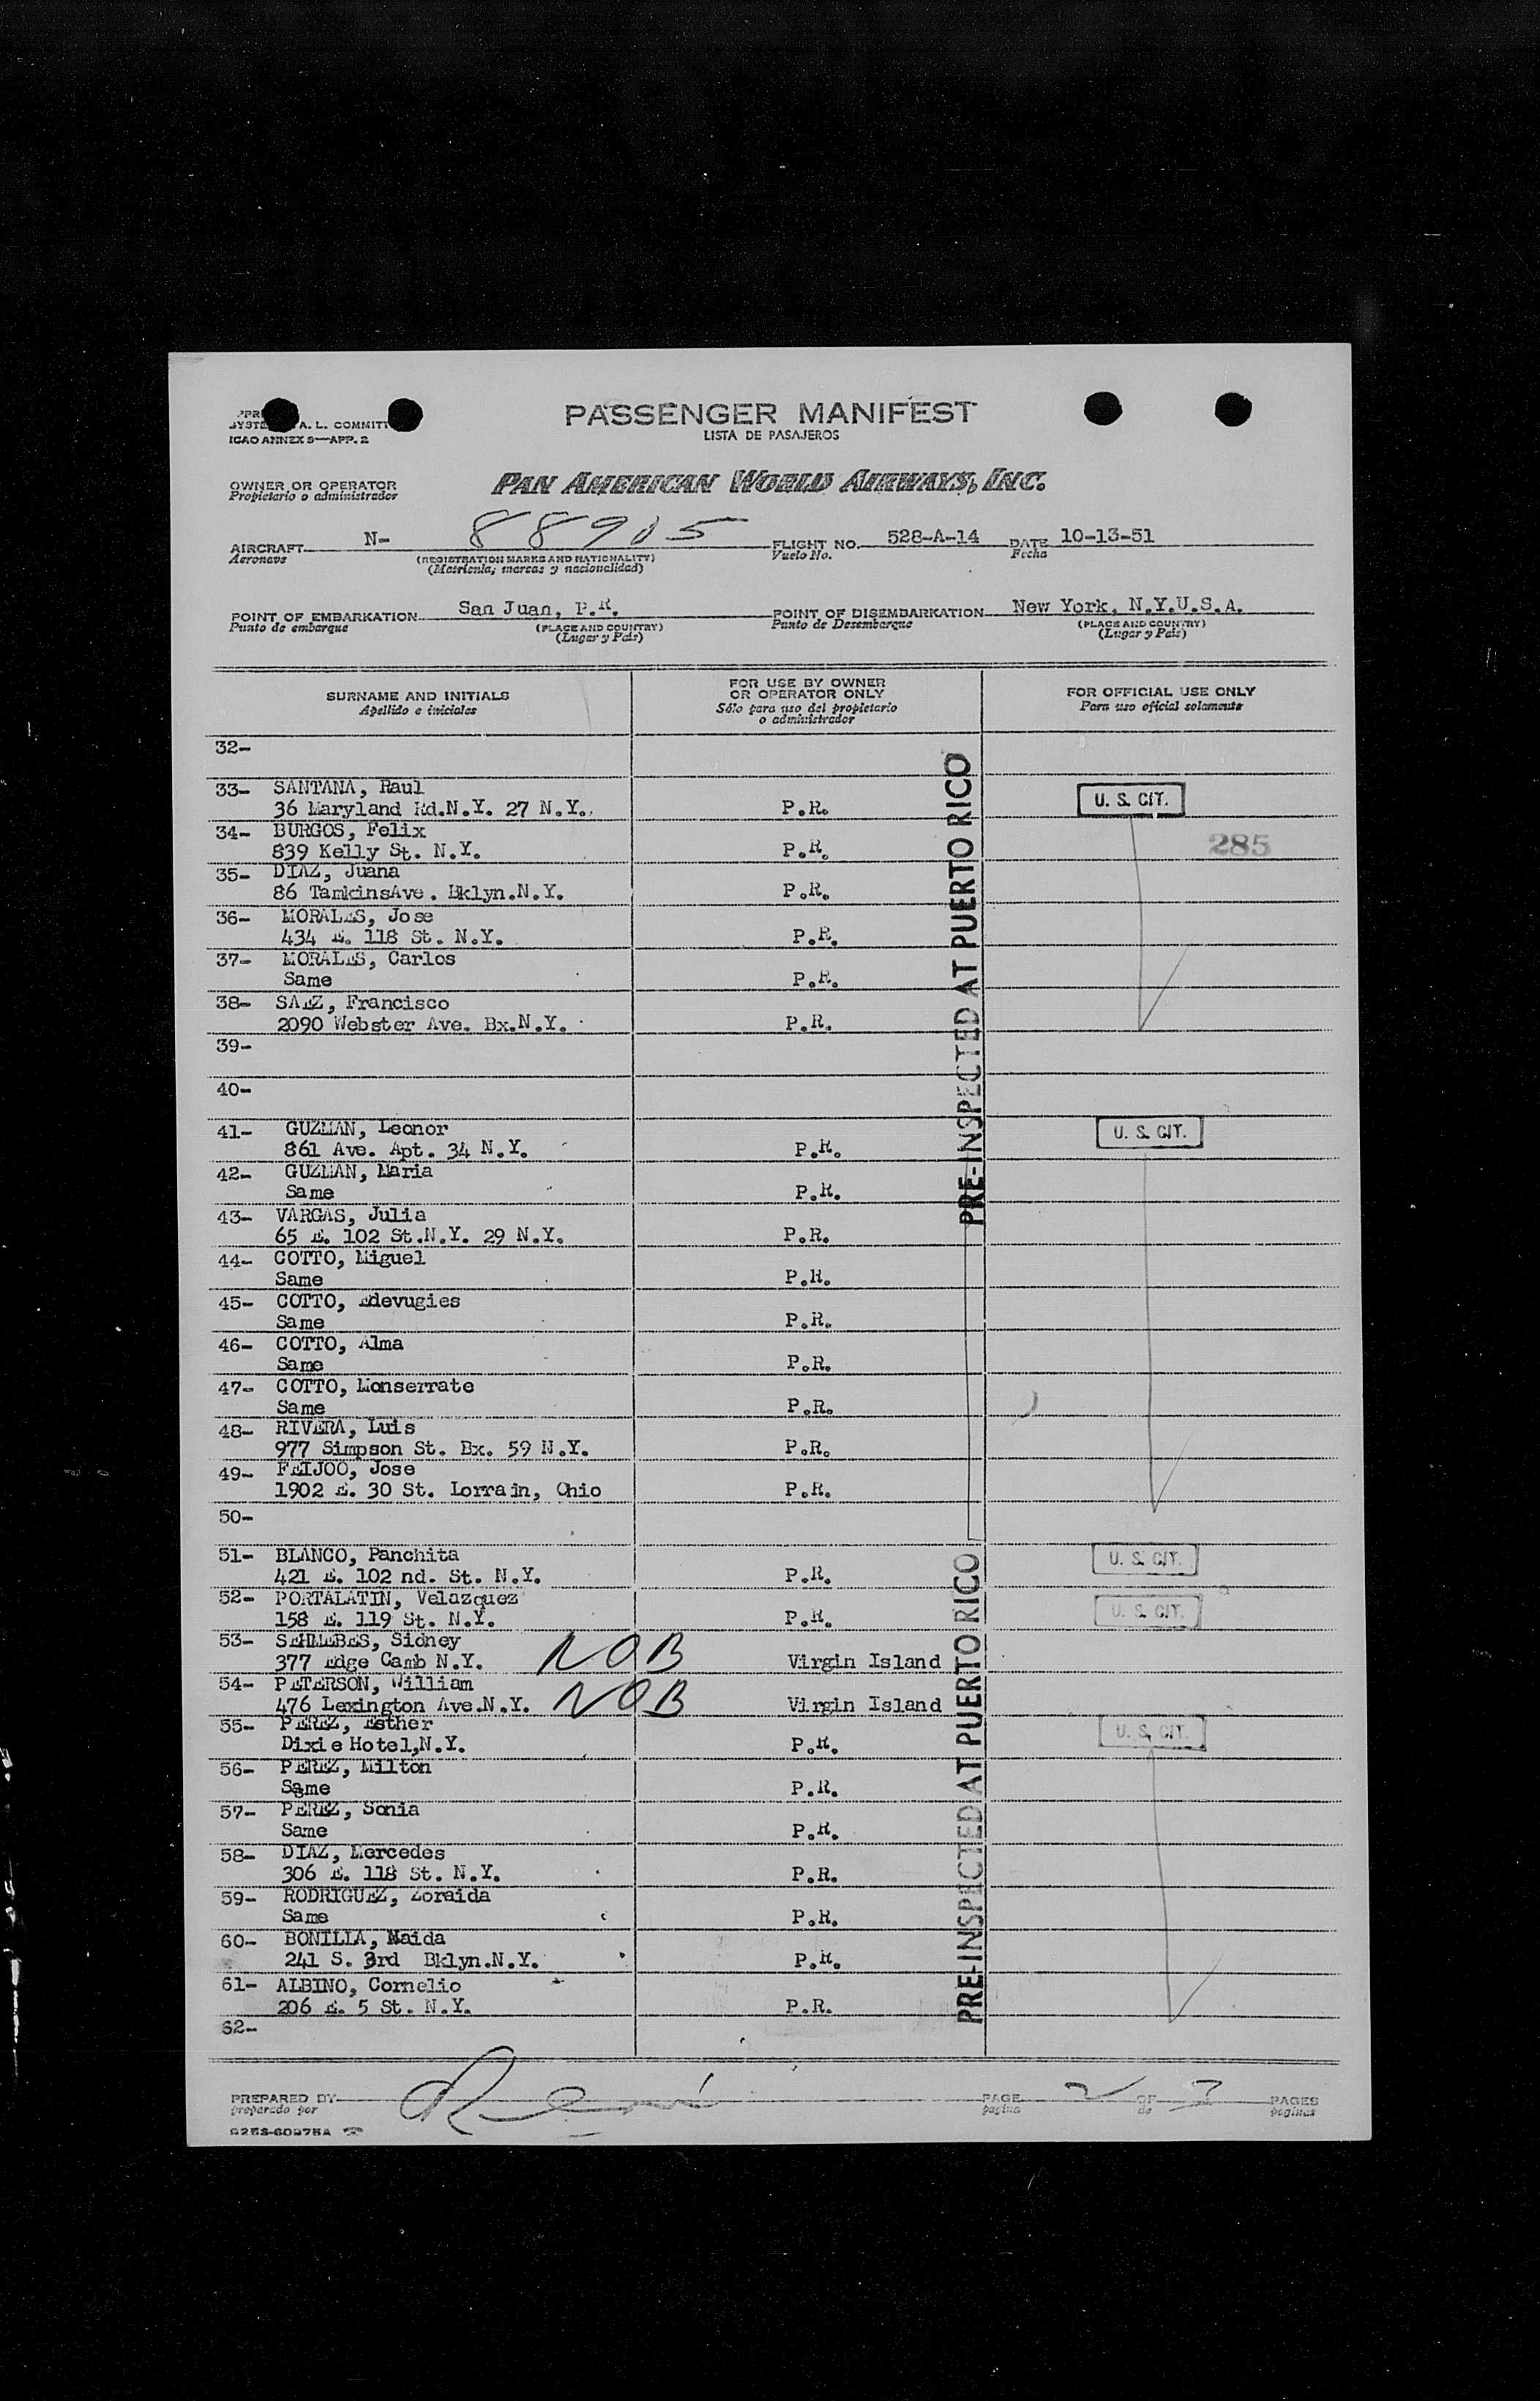 A. L. COMMITT
ICAO ANNEX 9—APP. 2
PASSENGER MANIFEST
LISTA DE PASAJEROS
OWNER OR OPERATOR
Propietario o administrador
PAN AMERICAN WORLD AIRWAYS, INC.
AIRCRAFT N- 88905 FLIGHT NO. 528-A-14 DATE 10-13-51
Aeronave (REGISTRATION MARKS AND NATIONALITY) Vuelo No. Fecha
(Matrícula, marcas y nacionalidad)
POINT OF EMBARKATION San Juan, P.R. POINT OF DISEMBARKATION New York, N.Y.U.S.A.
Punto de embarque (PLACE AND COUNTRY) Punto de Desembarque (PLACE AND COUNTRY)
(Lugar y País) (Lugar y País)
SURNAME AND INITIALS FOR USE BY OWNER OR OPERATOR ONLY FOR OFFICIAL USE ONLY
Apellido e iniciales Sólo para uso del propietario o administrador Para uso oficial solamente
32-
33- SANTANA, Raul
36 Maryland Rd.N.Y. 27 N.Y. P.R. U. S. CIT.
34- BURGOS, Felix
839 Kelly St. N.Y. P.R. 285
35- DIAZ, Juana
86 TamkinsAve. Bklyn.N.Y. P.R.
36- MORALES, Jose
434 E. 118 St. N.Y. P.R.
37- MORALES, Carlos
Same P.R.
38- SAEZ, Francisco
2090 Webster Ave. Bx.N.Y. P.R.
39-
40-
PRE-INSPECTED AT PUERTO RICO
41- GUZMAN, Leonor U. S. CIT.
861 Ave. Apt. 34 N.Y. P.R.
42- GUZMAN, Maria
Same P.R.
43- VARGAS, Julia
65 E. 102 St.N.Y. 29 N.Y. P.R.
44- COTTO, Miguel
Same P.R.
45- COTTO, Edevugies
Same P.R.
46- COTTO, Alma
Same P.R.
47- COTTO, Monserrate
Same P.R.
48- RIVERA, Luis
977 Simpson St. Bx. 59 N.Y. P.R.
49- FEIJOO, Jose
1902 E. 30 St. Lorrain, Ohio P.R.
50-
51- BLANCO, Panchita U. S. CIT.
421 E. 102 nd. St. N.Y. P.R.
52- PORTALATIN, Velazquez U. S. CIT.
158 E. 119 St. N.Y. P.R.
53- Sidney NOB
377 Edge Camb N.Y. Virgin Island
54- PETERSON, William NOB
476 Lexington Ave.N.Y. Virgin Island
55- PEREZ, Esther U. S. CIT.
Dixie Hotel,N.Y. P.R.
56- PEREZ, Milton
Same P.R.
57- PEREZ, Sonia
Same P.R.
58- DIAZ, Mercedes
306 E. 118 St. N.Y. P.R.
59- RODRIGUEZ, Zoraida
Same P.R.
60- BONILLA, Naida
241 S. 3rd Bklyn.N.Y. P.R.
61- ALBINO, Cornelio
206 E. 5 St. N.Y. P.R.
62-
PRE-INSPECTED AT PUERTO RICO
PREPARED BY PAGE 2 OF 3 PAGES
preparado por pagina de paginas